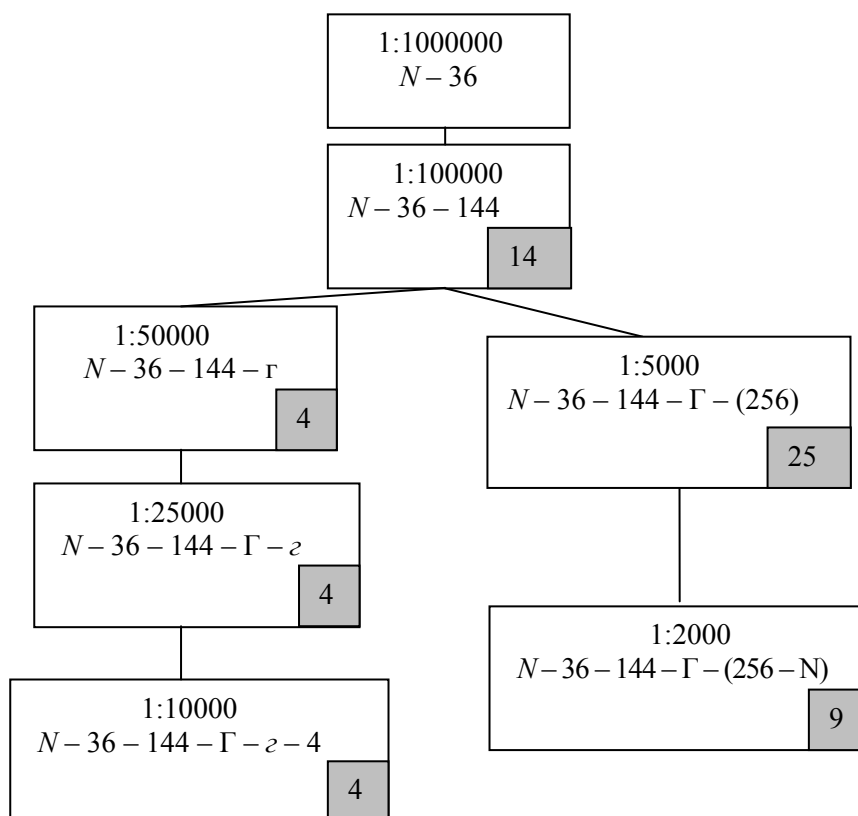 1:1000000
N – 36
1:100000
N – 36 – 144
14
1:50000
N – 36 – 144 – г
4
1:5000
N – 36 – 144 – Г – (256)
25
1:25000
N – 36 – 144 – Г – г
4
1:2000
N – 36 – 144 – Г – (256 – N)
9
1:10000
N – 36 – 144 – Г – г – 4
4